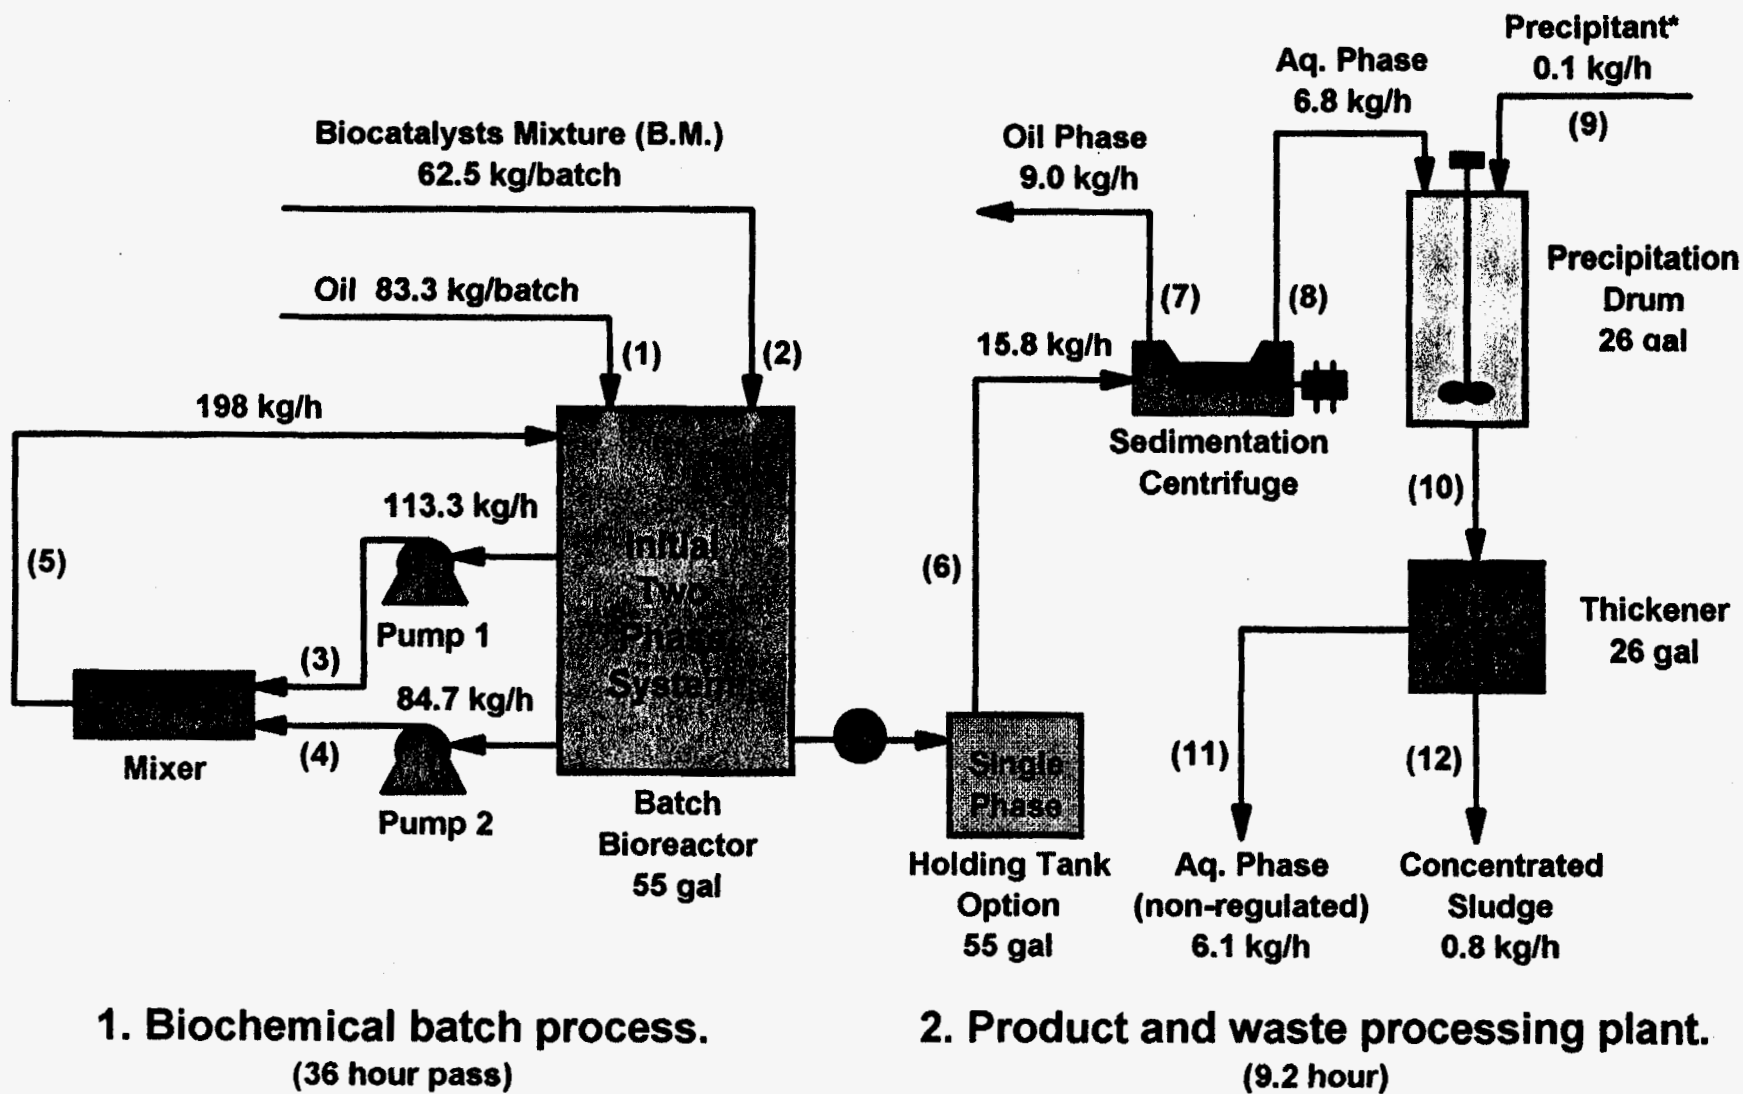 Precipitant*
0.1 kg/h
(9)
Aq. Phase
6.8 kg/h
Biocatalysts Mixture (B.M.)
62.5 kg/batch
Oil Phase
9.0 kg/h
Oil 83.3 kg/batch
(1)
(2)
(7)
(8)
Precipitation
Drum
26 gal
15.8 kg/h
198 kg/h
Sedimentation
Centrifuge
113.3 kg/h
(10)
Initial
Two
Phase
System
(5)
(6)
Pump 1
Thickener
26 gal
(3)
84.7 kg/h
(4)
Mixer
Pump 2
Single
Phase
(11)
(12)
Batch
Bioreactor
55 gal
Holding Tank
Option
55 gal
Aq. Phase
(non-regulated)
6.1 kg/h
Concentrated
Sludge
0.8 kg/h
1. Biochemical batch process.
(36 hour pass)
2. Product and waste processing plant.
(9.2 hour)